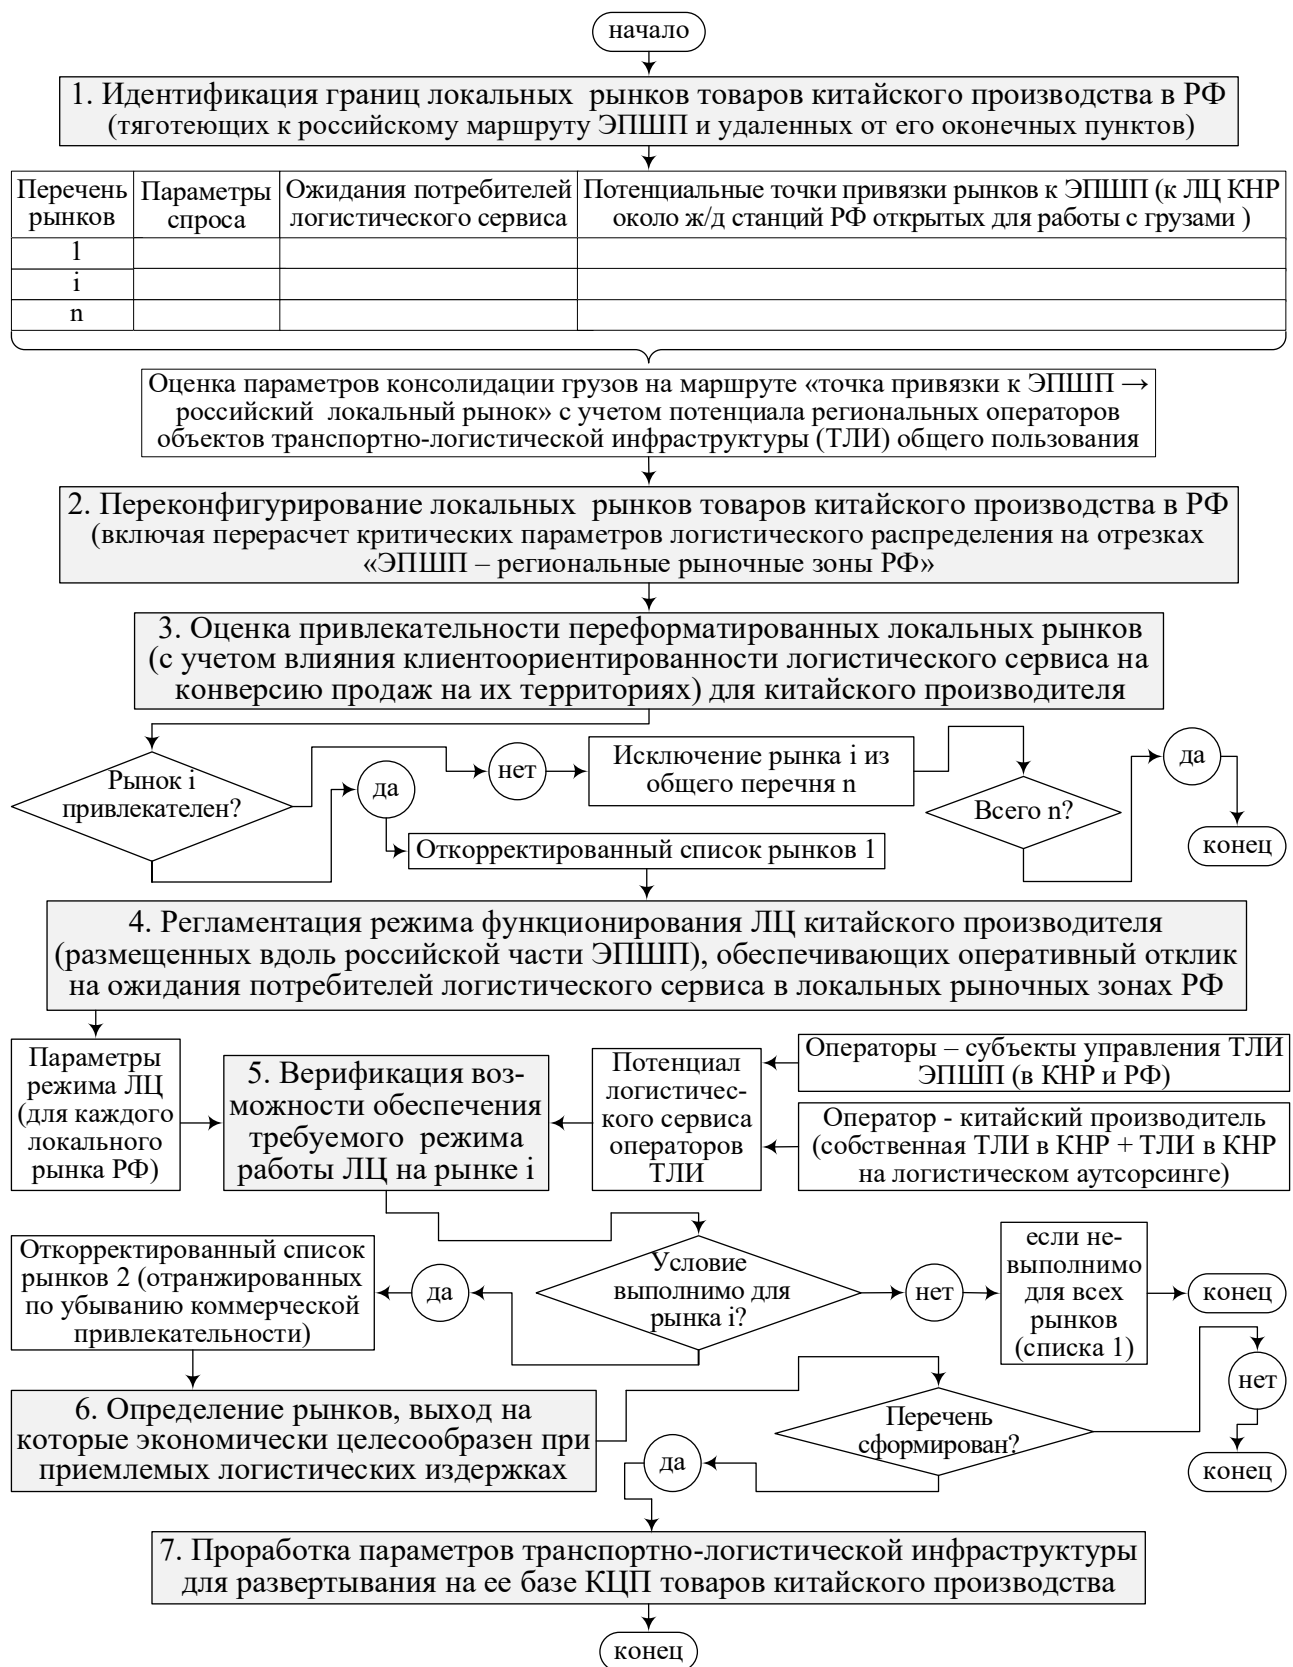 начало
1. Идентификация границ локальных рынков товаров китайского производства в РФ
(тяготеющих к российскому маршруту ЭПШП и удаленных от его оконечных пунктов)
Перечень
рынков
Параметры
спроса
Ожидания потребителей
логистического сервиса
Потенциальные точки привязки рынков к ЭПШП (к ЛЦ КНР
около ж/д станций РФ открытых для работы с грузами )
1
i
n
Оценка параметров консолидации грузов на маршруте «точка привязки к ЭПШП →
российский локальный рынок» с учетом потенциала региональных операторов
объектов транспортно-логистической инфраструктуры (ТЛИ) общего пользования
2. Переконфигурирование локальных рынков товаров китайского производства в РФ
(включая перерасчет критических параметров логистического распределения на отрезках
«ЭПШП – региональные рыночные зоны РФ»
3. Оценка привлекательности переформатированных локальных рынков
(с учетом влияния клиентоориентированности логистического сервиса на
конверсию продаж на их территориях) для китайского производителя
Рынок i
привлекателен?
да
нет
Исключение рынка i из
общего перечня n
Всего n?
да
конец
Откорректированный список рынков 1
4. Регламентация режима функционирования ЛЦ китайского производителя
(размещенных вдоль российской части ЭПШП), обеспечивающих оперативный отклик
на ожидания потребителей логистического сервиса в локальных рыночных зонах РФ
Параметры
режима ЛЦ
(для каждого
локального
рынка РФ)
5. Верификация воз-
можности обеспечения
требуемого режима
работы ЛЦ на рынке i
Потенциал
логистичес-
кого сервиса
операторов
ТЛИ
Операторы – субъекты управления ТЛИ
ЭПШП (в КНР и РФ)
Оператор - китайский производитель
(собственная ТЛИ в КНР + ТЛИ в КНР
на логистическом аутсорсинге)
Откорректированный список
рынков 2 (отранжированных
по убыванию коммерческой
привлекательности)
да
Условие
выполнимо для
рынка i?
нет
если не-
выполнимо
для всех
рынков
(списка 1)
конец
6. Определение рынков, выход на
которые экономически целесообразен при
приемлемых логистических издержках
да
Перечень
сформирован?
нет
конец
7. Проработка параметров транспортно-логистической инфраструктуры
для развертывания на ее базе КЦП товаров китайского производства
конец